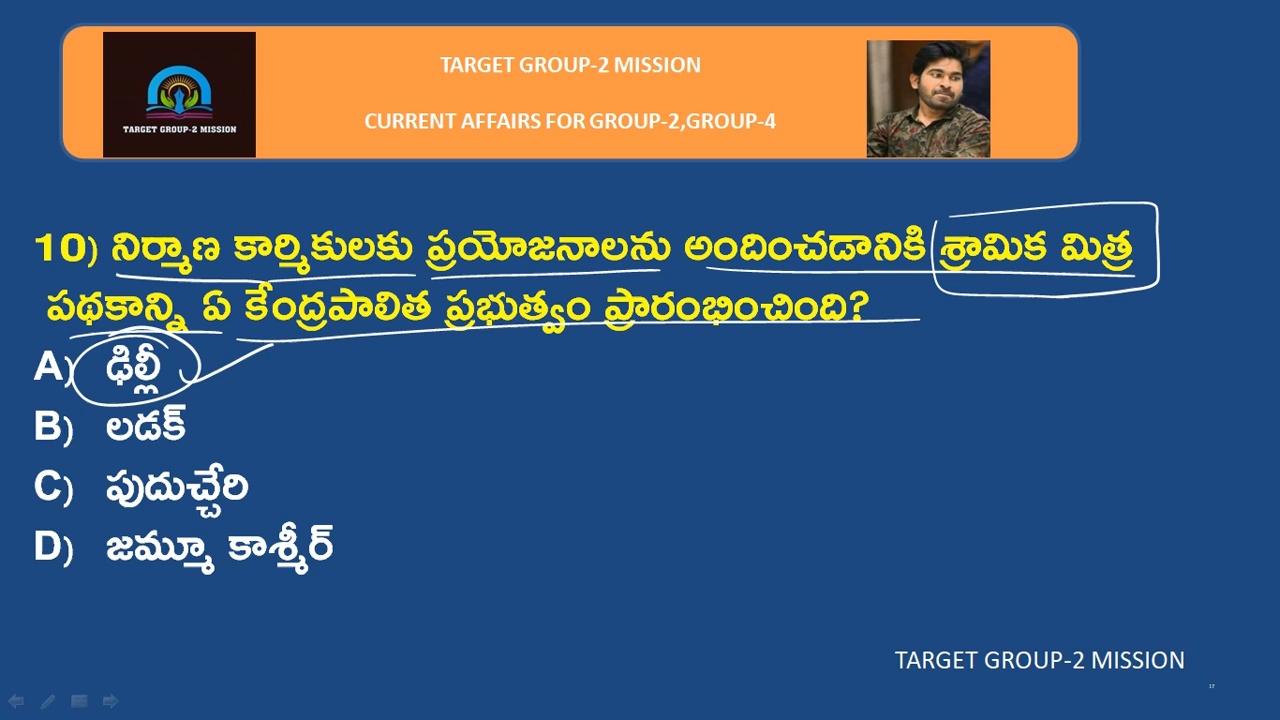 TARGET GROUP-2 MISSION
CURRENT AFFAIRS FOR GROUP-2,GROUP-4
TARGET GROUP-2 MISSION
10) నిర్మాణ కార్మికులకు ప్రయోజనాలను అందించడానికి శ్రామిక మిత్ర
పథకాన్ని ఏ కేంద్రపాలిత ప్రభుత్వం ప్రారంభించింది?
A) ఢిల్లీ
B) లడక్
C) పుదుచ్చేరి
D) జమ్మూ కాశ్మీర్
TARGET GROUP-2 MISSION